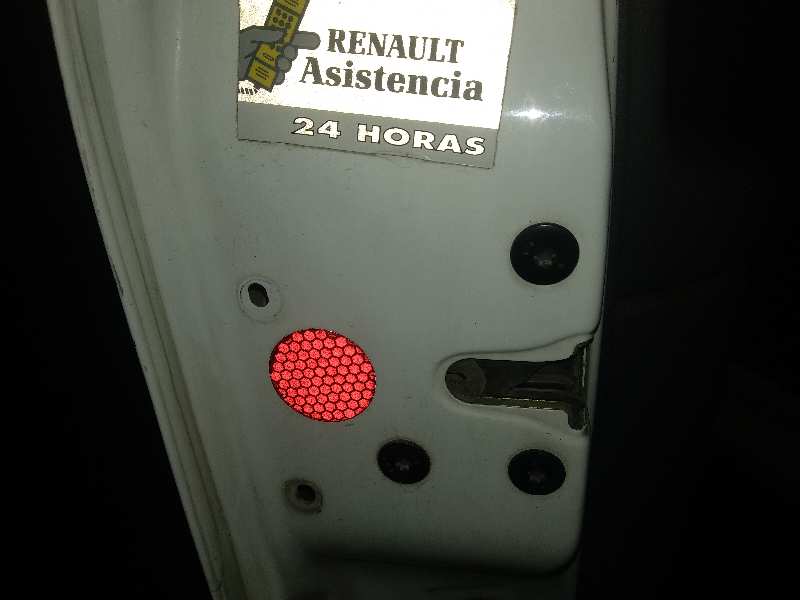 RENAULT
Asistencia
24 HORAS